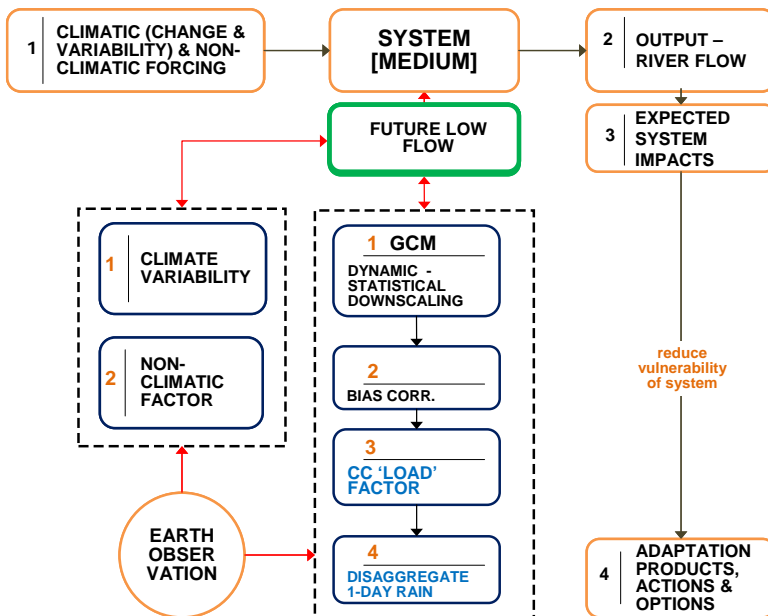 1
CLIMATIC (CHANGE &
VARIABILITY) & NON-
CLIMATIC FORCING
SYSTEM
[MEDIUM]
2
OUTPUT –
RIVER FLOW
3
EXPECTED
SYSTEM
IMPACTS
FUTURE LOW
FLOW
1
CLIMATE
VARIABILITY
2
NON-
CLIMATIC
FACTOR
1 GCM
DYNAMIC -
STATISTICAL
DOWNSCALING
2
BIAS CORR.
3
CC ‘LOAD’
FACTOR
4
DISAGGREGATE
1-DAY RAIN
EARTH
OBSER
VATION
reduce
vulnerability
of system
4
ADAPTATION
PRODUCTS,
ACTIONS &
OPTIONS